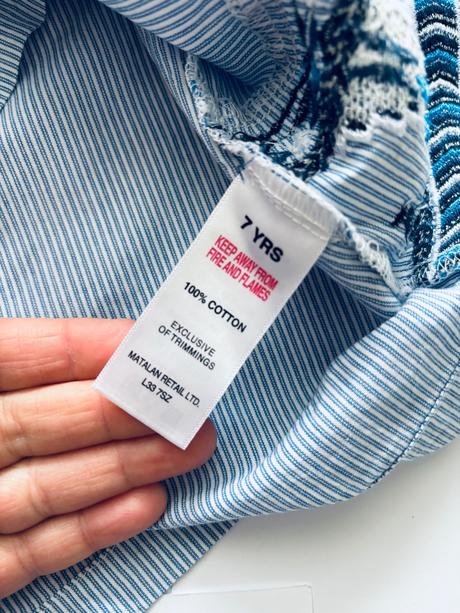 7 YRS
KEEP AWAY FROM
FIRE AND FLAMES
100% COTTON
EXCLUSIVE
OF TRIMMINGS
MATALAN RETAIL LTD.
L33 7SZ